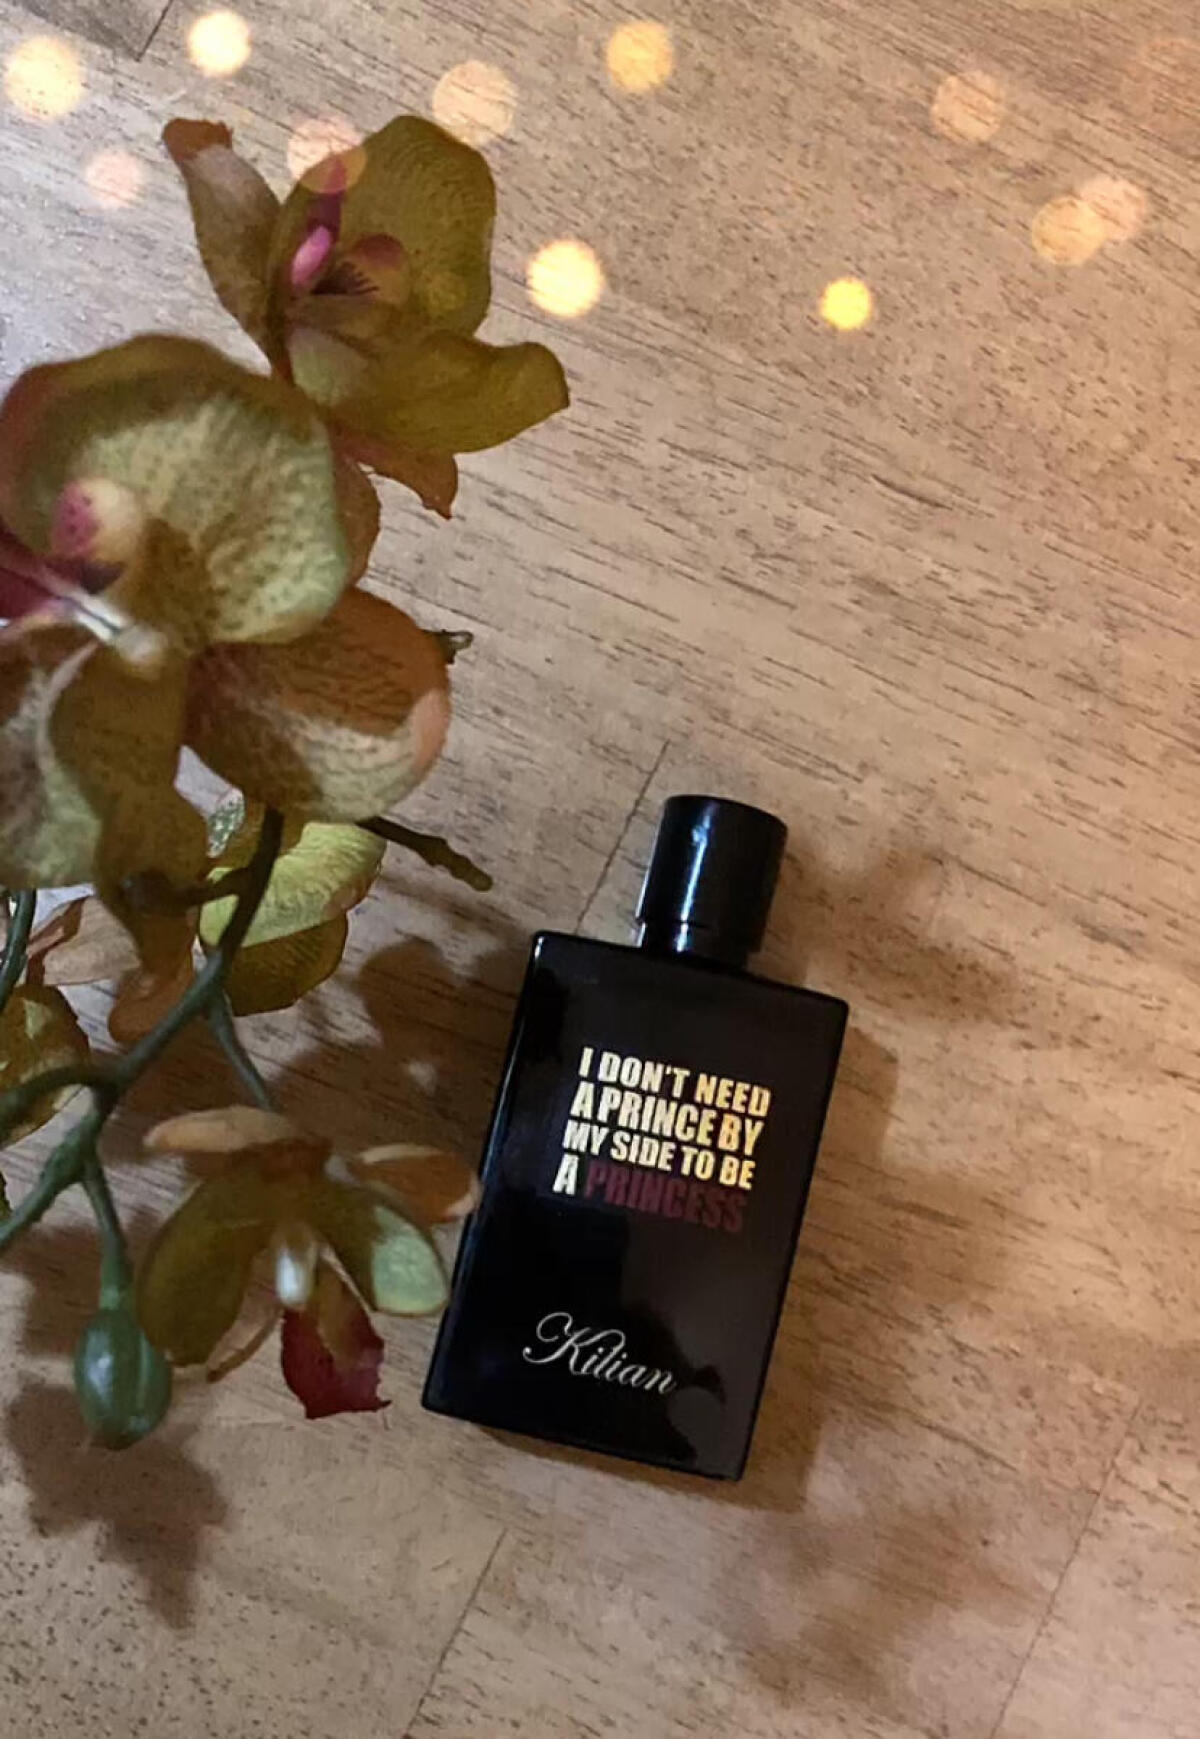 I DON'T NEED
A PRINCE BY
MY SIDE TO BE
A PRINCESS
Kilian